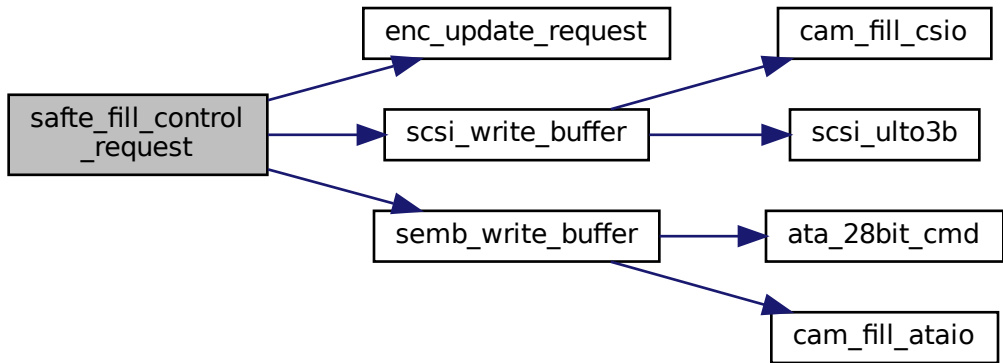 safte_fill_control
_request
enc_update_request
scsi_write_buffer
semb_write_buffer
cam_fill_csio
scsi_ulto3b
ata_28bit_cmd
cam_fill_ataio